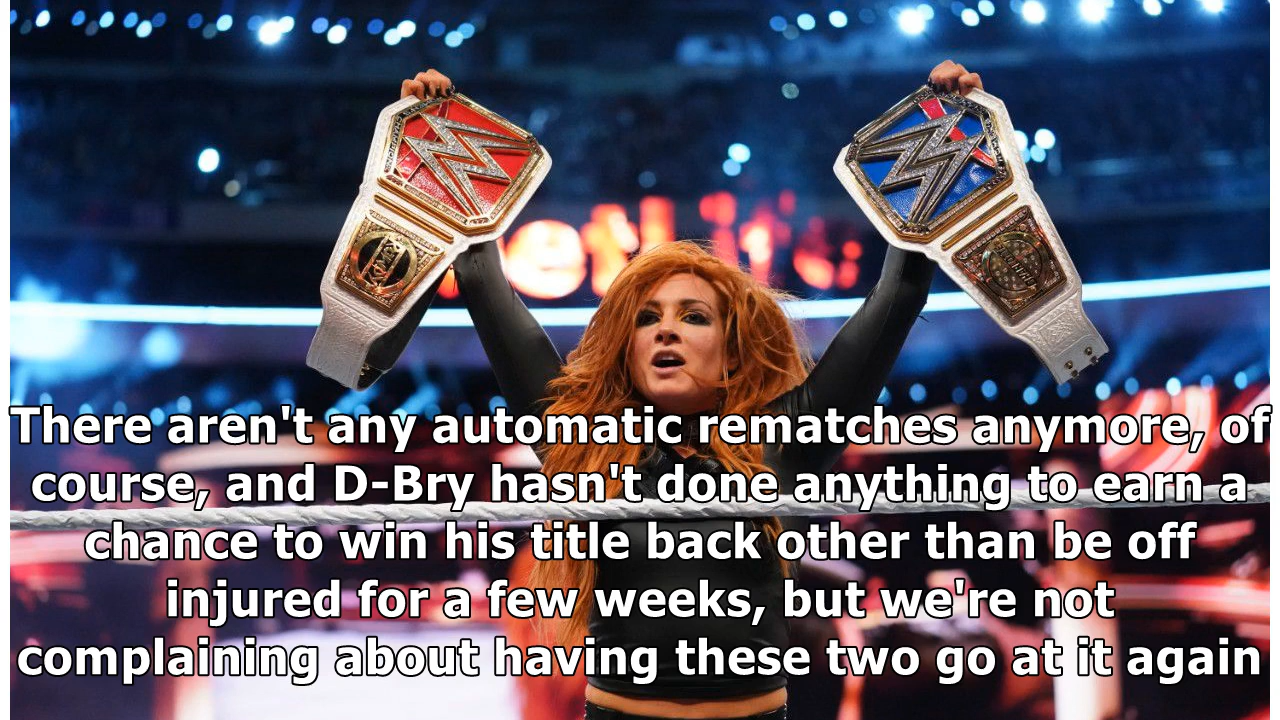 There aren't any automatic rematches anymore, of
course, and D-Bry hasn't done anything to earn a
chance to win his title back other than be off
injured for a few weeks, but we're not
complaining about having these two go at it again